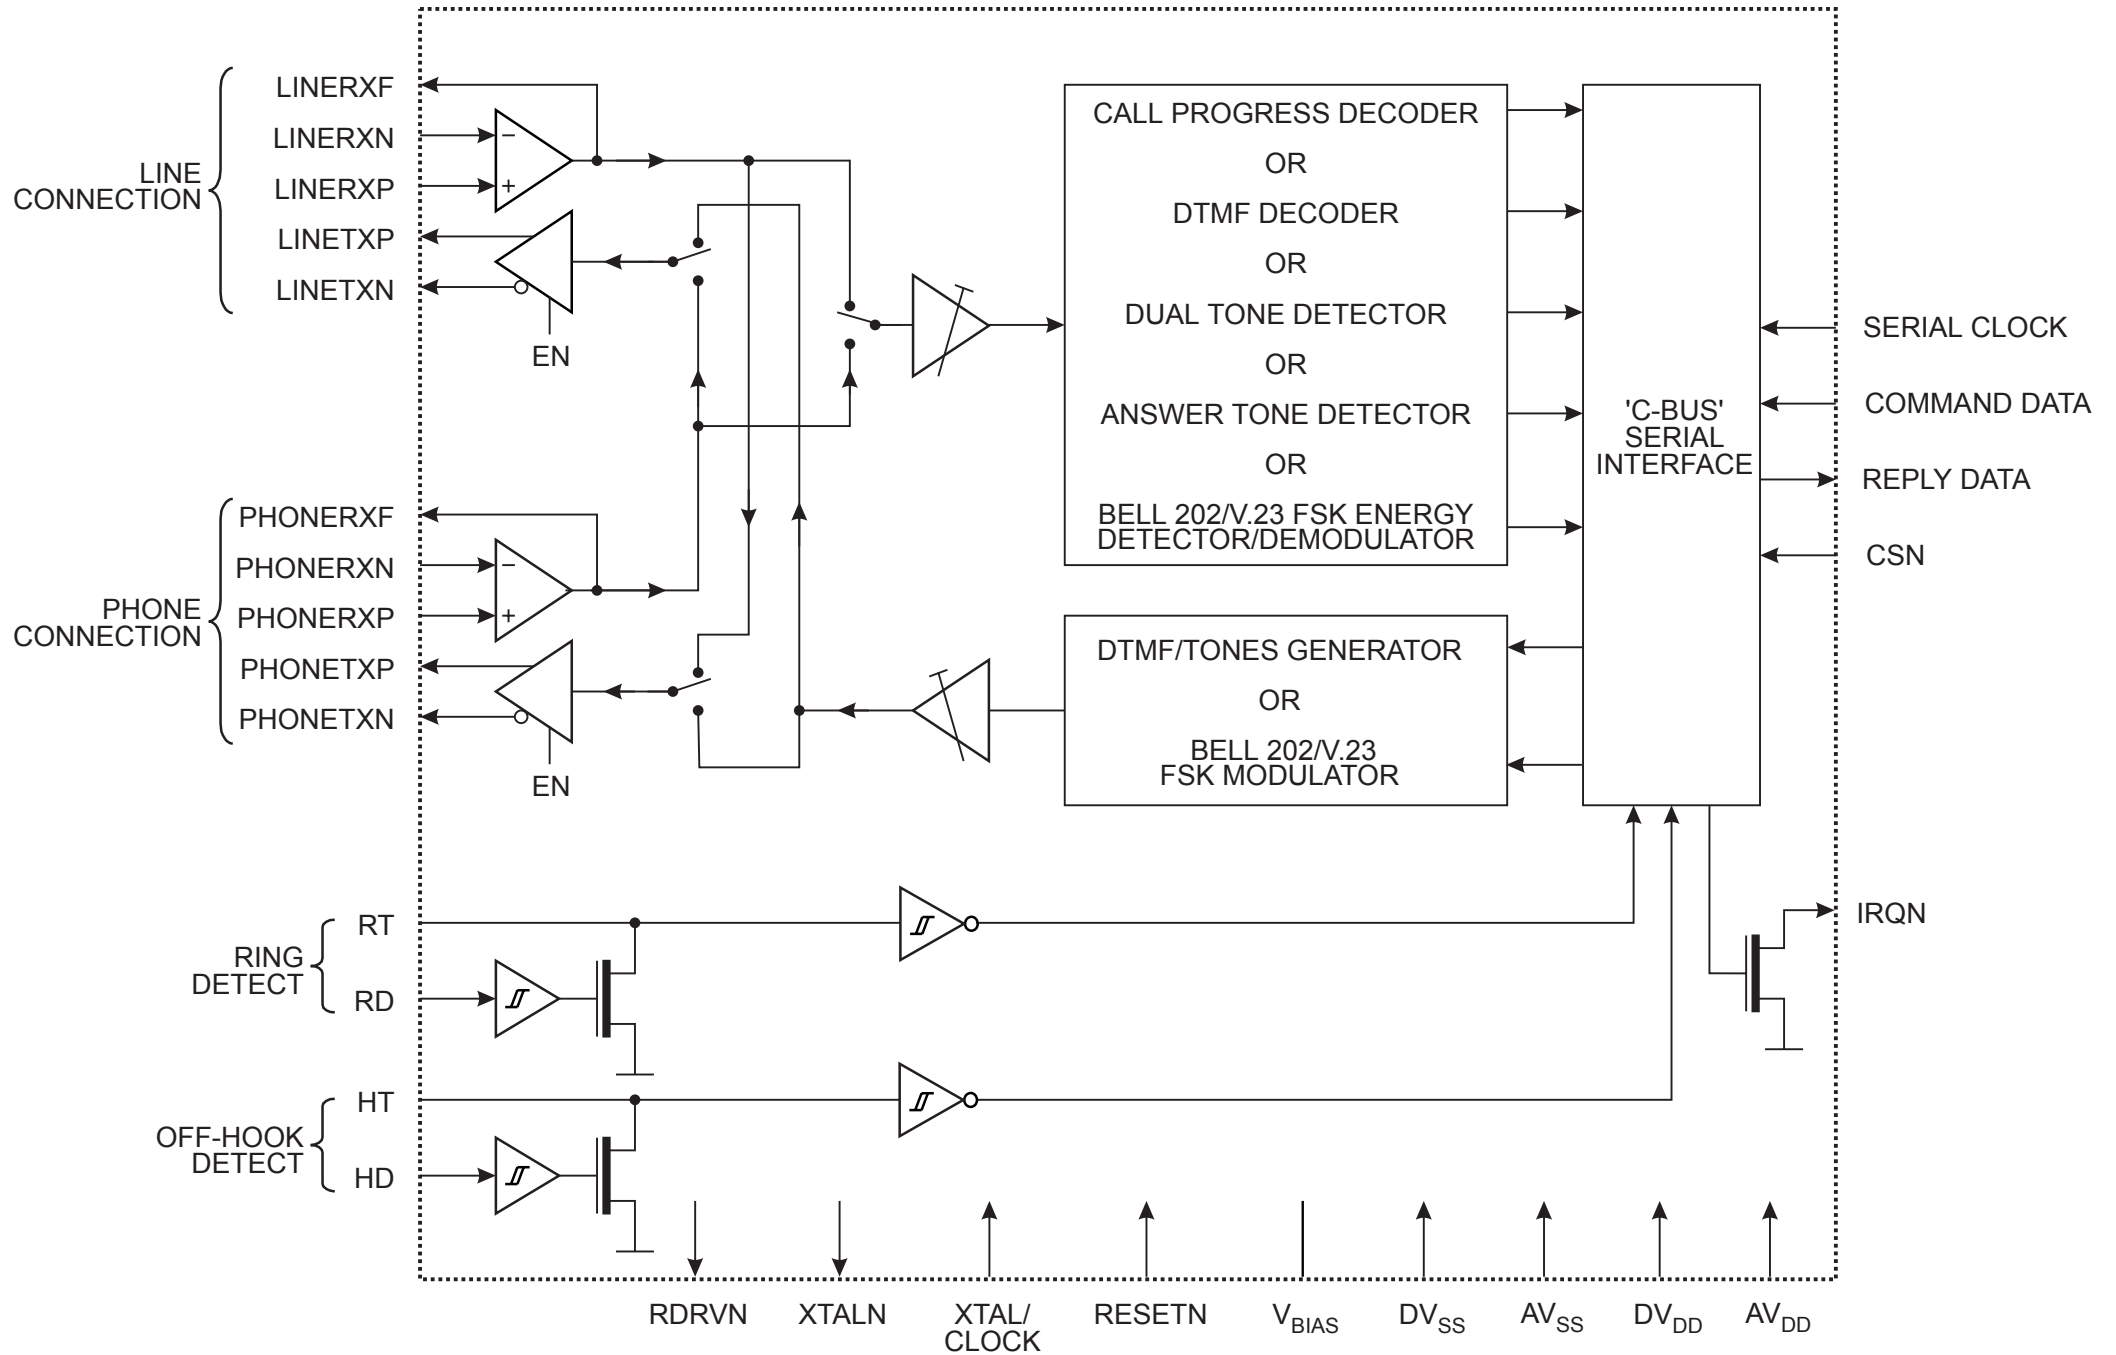 LINERXF
LINERXN
LINERXP
LINETXP
LINETXN
LINE
CONNECTION
−
+
EN
PHONERXF
PHONERXN
PHONERXP
PHONETXP
PHONETXN
PHONE
CONNECTION
−
+
EN
CALL PROGRESS DECODER
OR
DTMF DECODER
OR
DUAL TONE DETECTOR
OR
ANSWER TONE DETECTOR
OR
BELL 202/V.23 FSK ENERGY
DETECTOR/DEMODULATOR
DTMF/TONES GENERATOR
OR
BELL 202/V.23
FSK MODULATOR
'C-BUS'
SERIAL
INTERFACE
SERIAL CLOCK
COMMAND DATA
REPLY DATA
CSN
IRQN
RT
RING
DETECT
RD
HT
OFF-HOOK
DETECT
HD
RDRVN
XTALN
XTAL/
CLOCK
RESETN
VBIAS
DVSS
AVSS
DVDD
AVDD